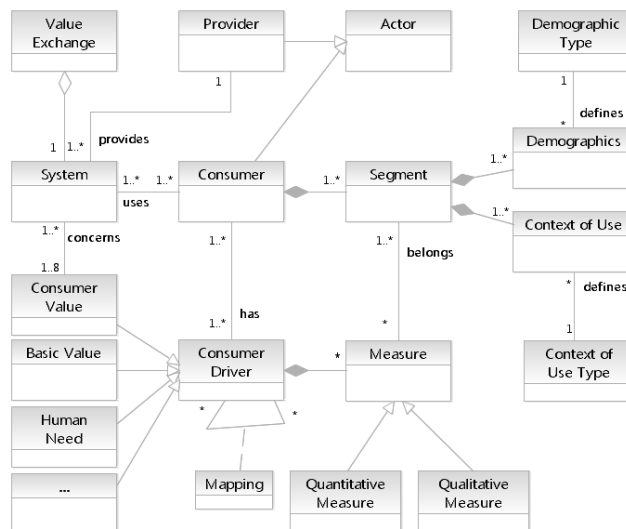 Value
Exchange
Provider
Actor
Demographic
Type
1
1
1
1..*
provides
*
defines
Demographics
1..*
System
1..*
uses
1..*
Consumer
1..*
Segment
1..*
Context of Use
1..*
concerns
1..8
1..*
1..*
belongs
*
defines
1
Consumer
Value
1..*
has
*
Basic Value
Consumer
Driver
*
Measure
Context of
Use Type
Human
Need
*
*
...
Mapping
Quantitative
Measure
Qualitative
Measure